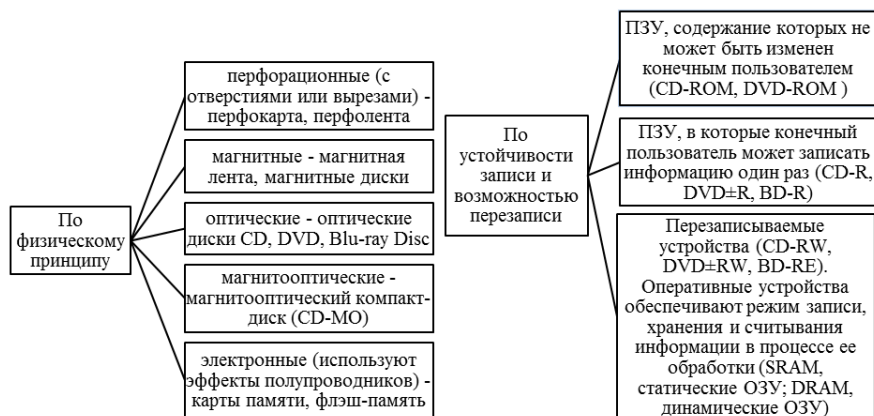 По
физическому
принципу
перфорационные (с
отверстиями или вырезами) -
перфокарта, перфолента
магнитные - магнитная
лента, магнитные диски
оптические - оптические
диски CD, DVD, Blu-ray Disc
магнитооптические -
магнитооптический компакт-
диск (CD-MO)
электронные (используют
эффекты полупроводников) -
карты памяти, флэш-память
По
устойчивости
записи и
возможностью
перезаписи
ПЗУ, содержание которых не
может быть изменен
конечным пользователем
(CD-ROM, DVD-ROM )
ПЗУ, в которые конечный
пользователь может записать
информацию один раз (CD-R,
DVD±R, BD-R)
Перезаписываемые
устройства (CD-RW,
DVD±RW, BD-RE).
Оперативные устройства
обеспечивают режим записи,
хранения и считывания
информации в процессе ее
обработки (SRAM,
статические ОЗУ; DRAM,
динамические ОЗУ)